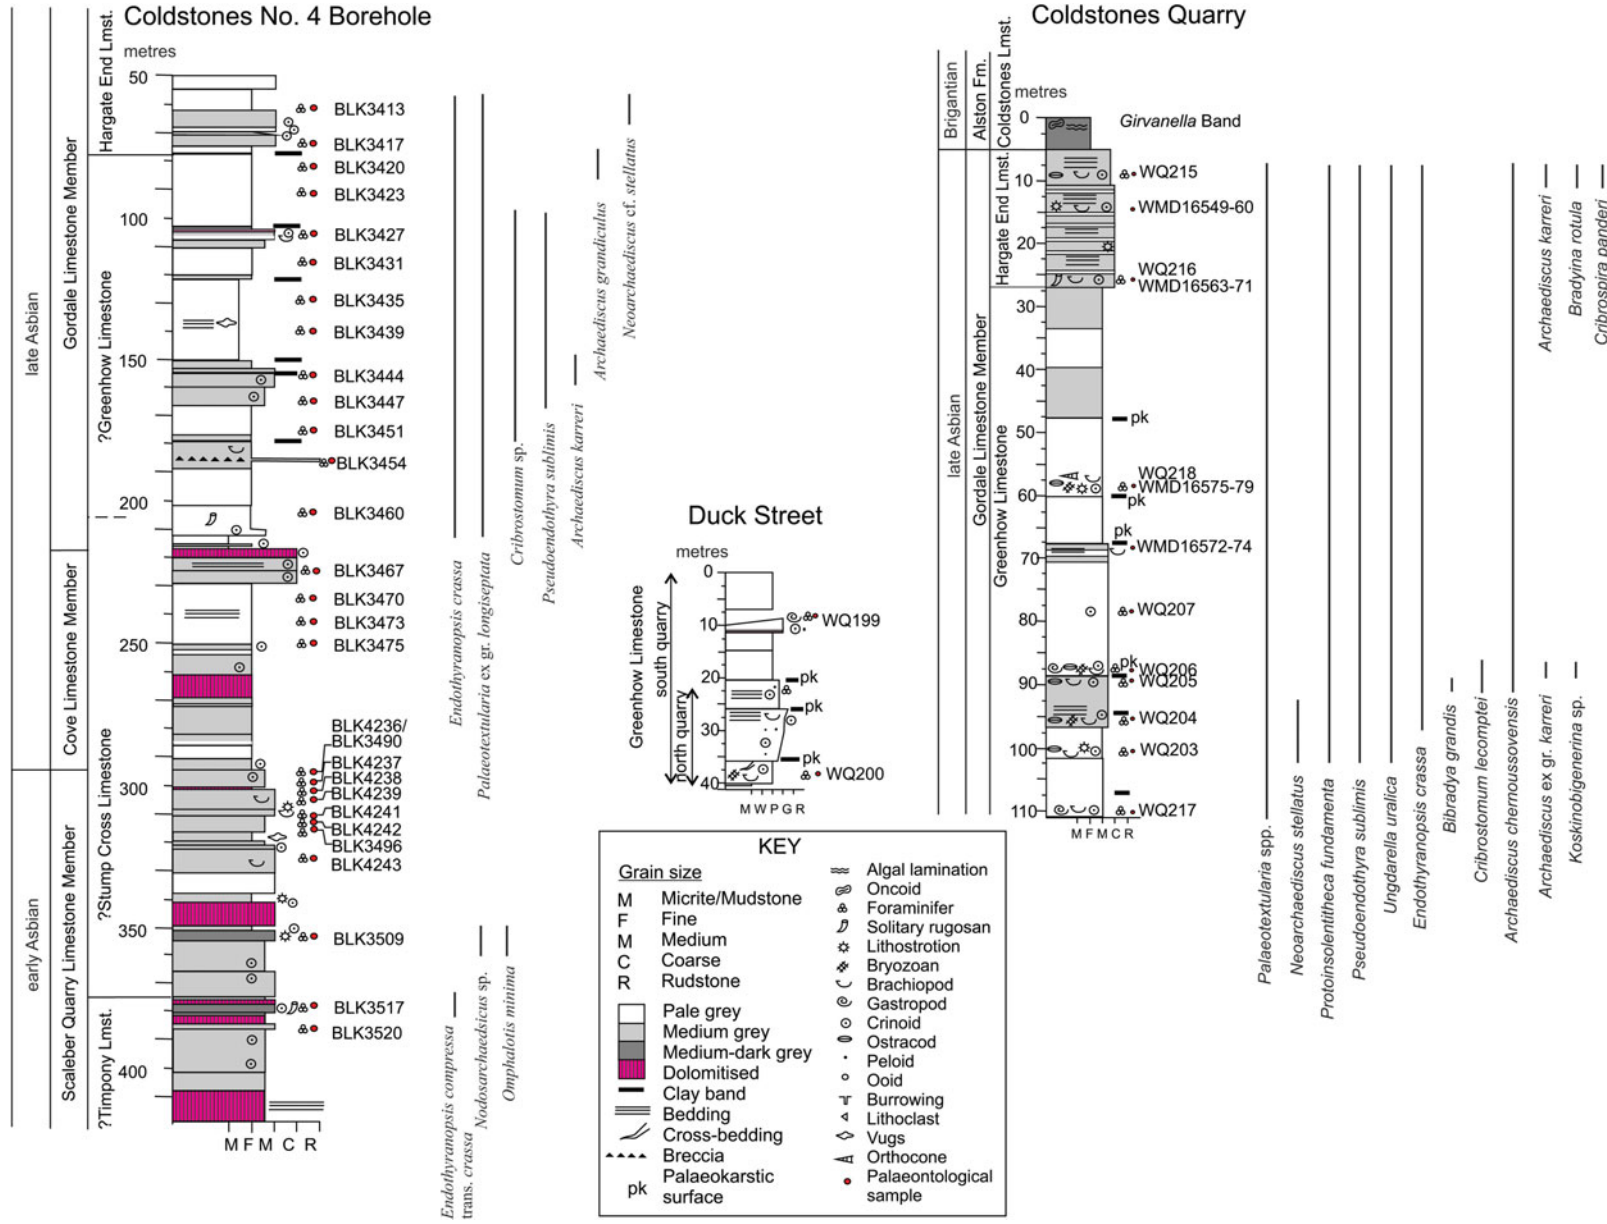 Coldstones No. 4 Borehole
metres
50
100
150
200
250
300
350
400
late Asbian
early Asbian
Gordale Limestone Member
Cove Limestone Member
Scaleber Quarry Limestone Member
Hargate End Lmst.
?Greenhow Limestone
?Stump Cross Limestone
?Timpony Lmst.
BLK3413
BLK3417
BLK3420
BLK3423
BLK3427
BLK3431
BLK3435
BLK3439
BLK3444
BLK3447
BLK3451
BLK3454
BLK3460
BLK3467
BLK3470
BLK3473
BLK3475
BLK4236/
BLK3490
BLK4237
BLK4238
BLK4239
BLK4241
BLK4242
BLK3496
BLK4243
BLK3509
BLK3517
BLK3520
M F M C R
Endothyranopsis crassa
Palaeotextularia ex gr. longiseptata
Cribrostomum sp.
Pseudoendothyra sublimis
Archaediscus karreri
Archaediscus grandiculus
Neoarchaediscus cf. stellatus
Endothyranopsis compressa
trans. crassa
Nodosarchaedsicus sp.
Omphalotis minima
Duck Street
metres
0
10
20
30
40
Greenhow Limestone
south quarry
north quarry
WQ199
pk
pk
pk
WQ200
M W P G R
KEY
Grain size
M Micrite/Mudstone
F Fine
M Medium
C Coarse
R Rudstone
Pale grey
Medium grey
Medium-dark grey
Dolomitised
Clay band
Bedding
Cross-bedding
Breccia
pk Palaeokarstic
surface
Algal lamination
Oncoid
Foraminifer
Solitary rugosan
Lithostrotion
Bryozoan
Brachiopod
Gastropod
Crinoid
Ostracod
Peloid
Ooid
Burrowing
Lithoclast
Vugs
Orthocone
Palaeontological
sample
Coldstones Quarry
metres
0
10
20
30
40
50
60
70
80
90
100
110
Brigantian
late Asbian
Alston Fm.
Gordale Limestone Member
Coldstones Lmst.
Hargate End Lmst.
Greenhow Limestone
Girvanella Band
WQ215
WMD16549-60
WQ216
WMD16563-71
pk
WQ218
WMD16575-79
pk
pk
WMD16572-74
WQ207
pk
WQ206
WQ205
WQ204
WQ203
WQ217
M F M C R
Palaeotextularia spp.
Neoarchaediscus stellatus
Protoinsolentitheca fundamenta
Pseudoendothyra sublimis
Ungdarella uralica
Endothyranopsis crassa
Bibradya grandis
Cribrostomum lecomptei
Archaediscus chernoussovensis
Archaediscus ex gr. karreri
Koskinobigenerina sp.
Archaediscus karreri
Bradyina rotula
Cribrospira panderi